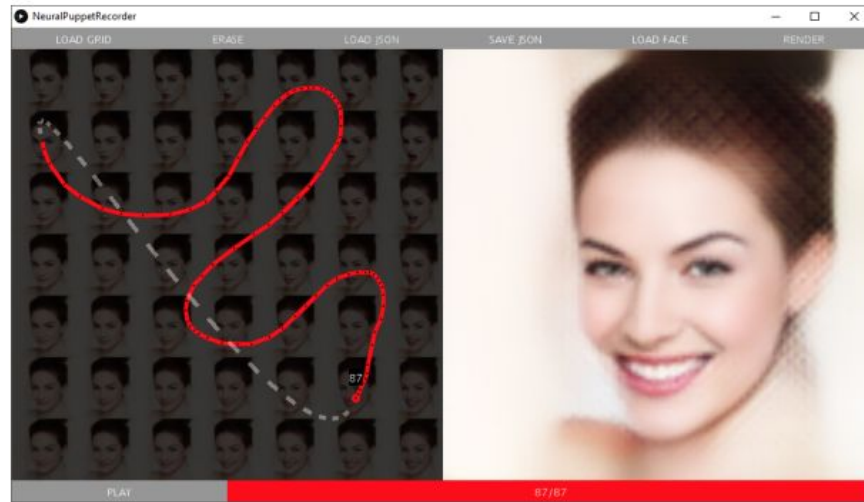 NeuralPuppetRecorder
LOAD GRID ERASE LOAD JSON SAVE JSON LOAD FACE RENDER
87
PLAY 87/87